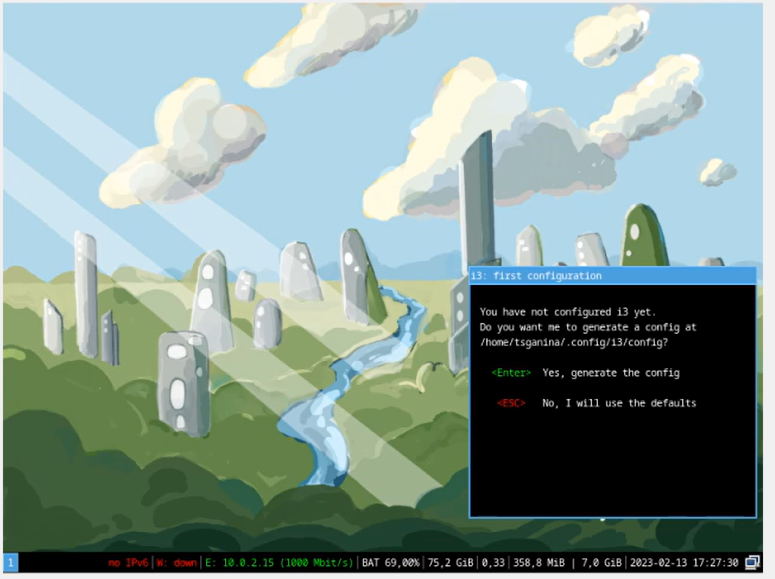 i3: first configuration
You have not configured i3 yet.
Do you want me to generate a config at
/home/tsganina/.config/i3/config?
<Enter> Yes, generate the config
<ESC> No, I will use the defaults
1 no IPv6|W: down|E: 10.0.2.15 (1000 Mbit/s)|BAT 69,00%|75,2 GiB|0,33|358,8 MiB | 7,0 GiB|2023-02-13 17:27:30